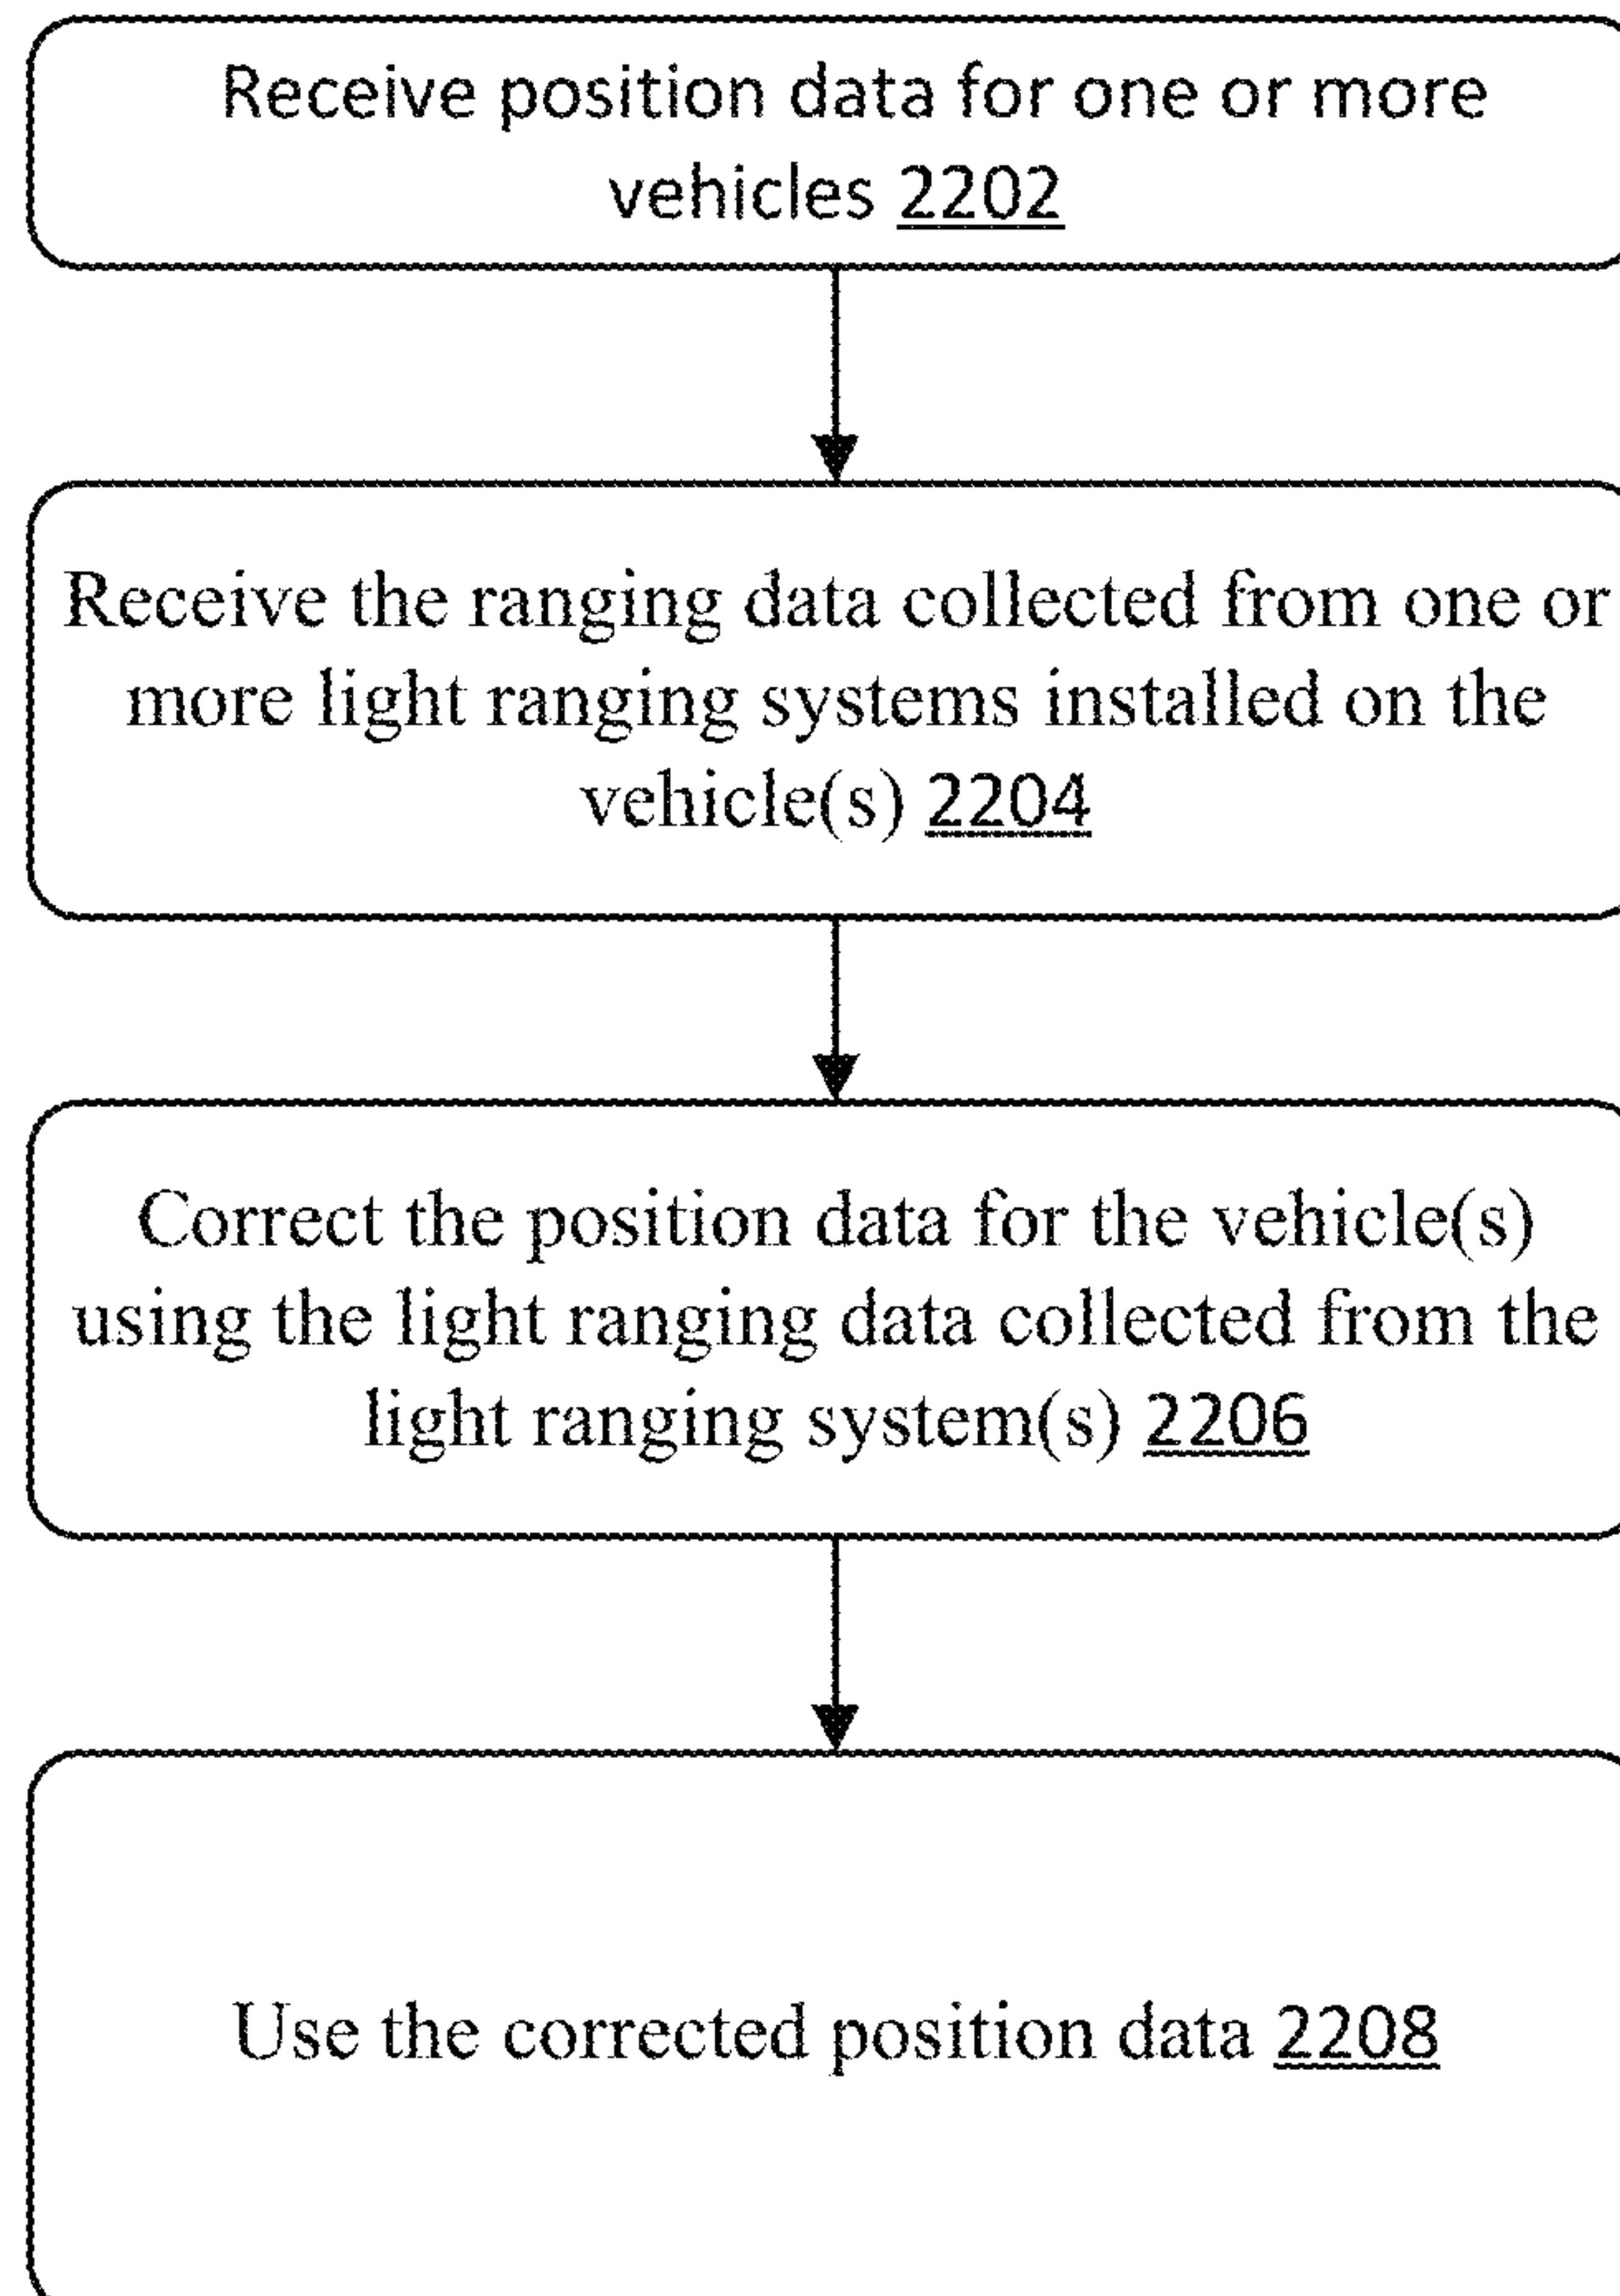 Receive position data for one or more
vehicles 2202
Receive the ranging data collected from one or
more light ranging systems installed on the
vehicle(s) 2204
Correct the position data for the vehicle(s)
using the light ranging data collected from the
light ranging system(s) 2206
Use the corrected position data 2208